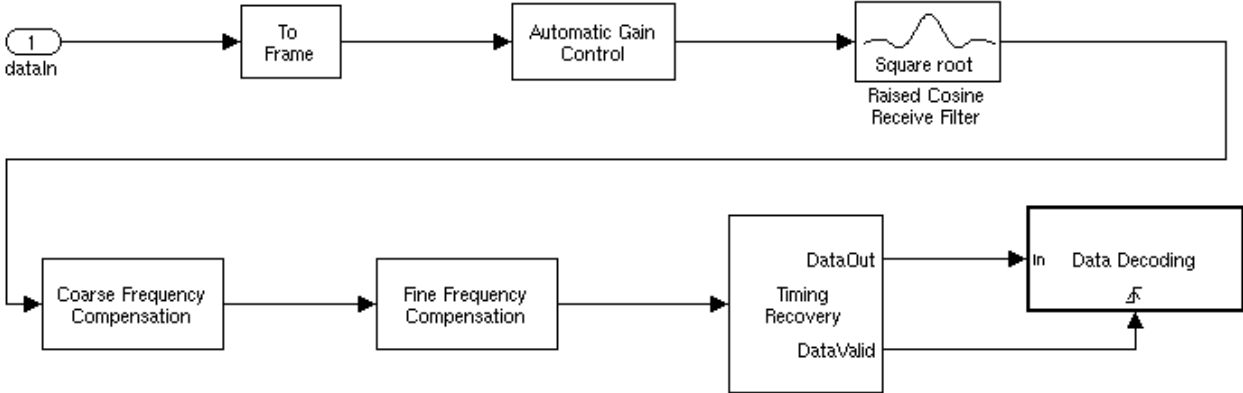 1
dataIn
To
Frame
Automatic Gain
Control
Square root
Raised Cosine
Receive Filter
Coarse Frequency
Compensation
Fine Frequency
Compensation
DataOut
Timing
Recovery
DataValid
In
Data Decoding